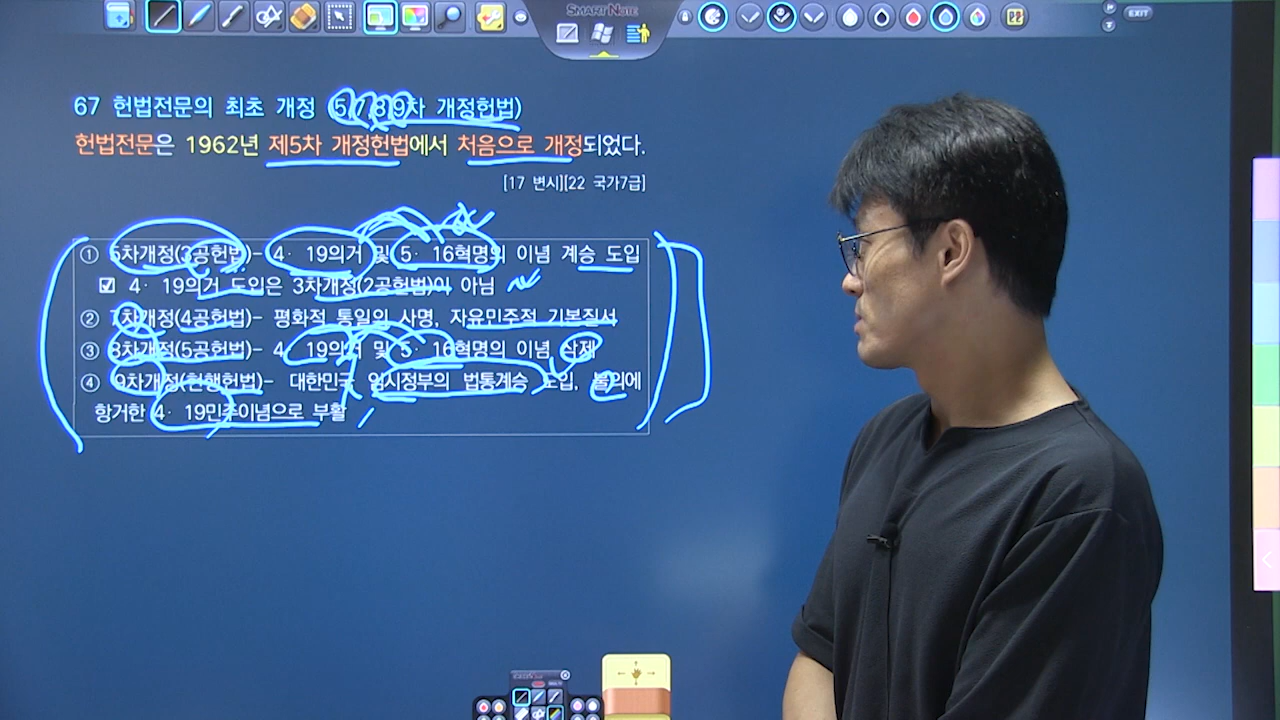 SMART NOTE
EXIT
67 헌법전문의 최초 개정 (5,7,8,9차 개정헌법)
헌법전문은 1962년 제5차 개정헌법에서 처음으로 개정되었다.
[17 변시][22 국가7급]
① 5차개정(3공헌법)- 4· 19의거 및 5· 16혁명의 이념 계승 도입
☑ 4· 19의거 도입은 3차개정(2공헌법)이 아님
② 7차개정(4공헌법)- 평화적 통일의 사명, 자유민주적 기본질서
③ 8차개정(5공헌법)- 4· 19의거 및 5· 16혁명의 이념 삭제
④ 9차개정(현행헌법)- 대한민국 임시정부의 법통계승 도입, 불의에
항거한 4· 19민주이념으로 부활